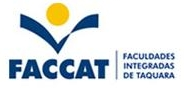 FACCAT
FACULDADES
INTEGRADAS
DE TAQUARA